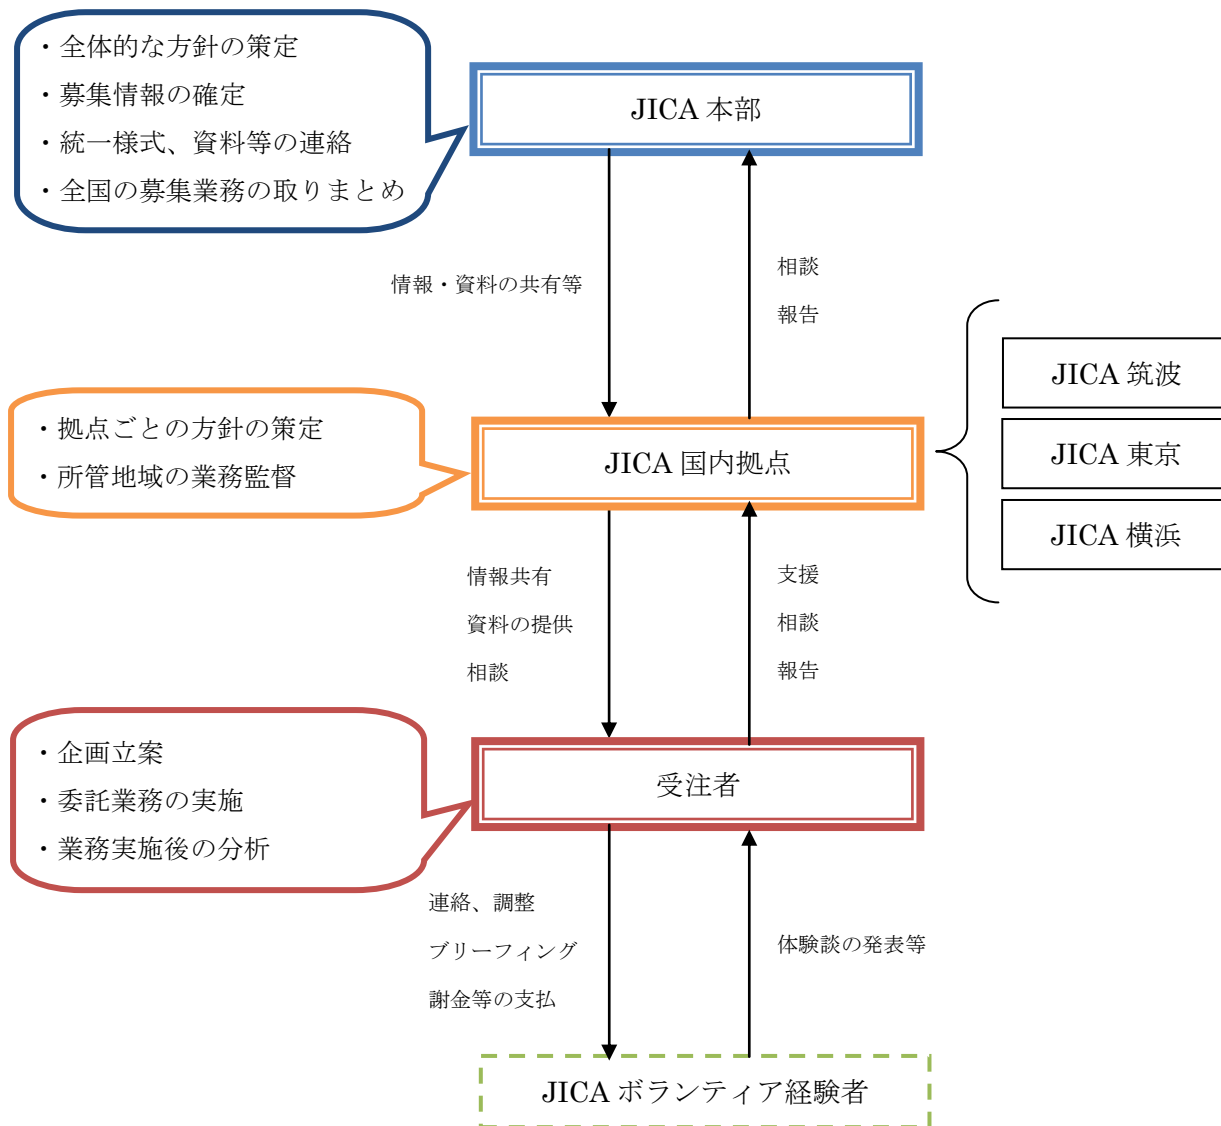 ・全体的な方針の策定
・募集情報の確定
・統一様式、資料等の連絡
・全国の募集業務の取りまとめ
JICA 本部
情報・資料の共有等
相談
報告
・拠点ごとの方針の策定
・所管地域の業務監督
JICA 国内拠点
JICA 筑波
JICA 東京
JICA 横浜
情報共有
資料の提供
相談
支援
相談
報告
・企画立案
・委託業務の実施
・業務実施後の分析
受注者
連絡、調整
ブリーフィング
謝金等の支払
体験談の発表等
JICA ボランティア経験者